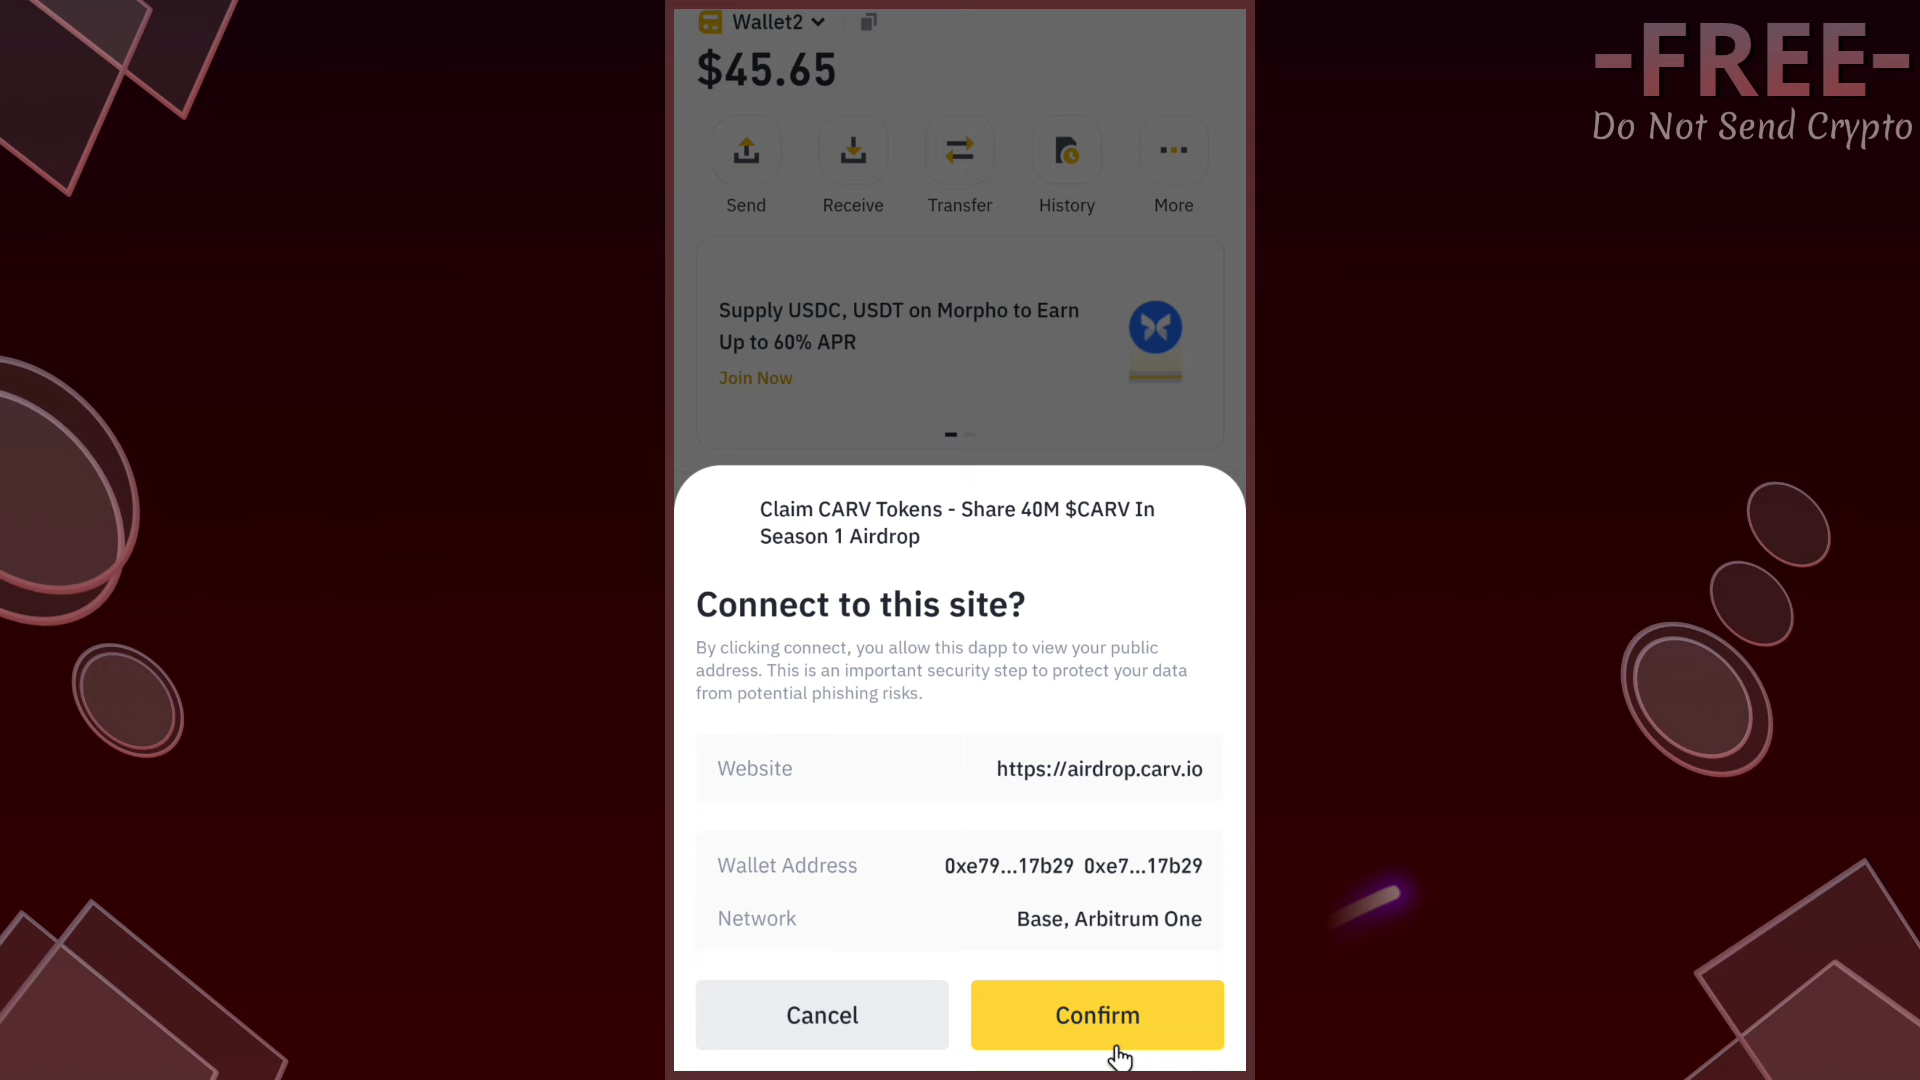 Wallet2
$45.65
-FREE-
Do Not Send Crypto
Send
Receive
Transfer
History
More
Supply USDC, USDT on Morpho to Earn
Up to 60% APR
Join Now
Claim CARV Tokens - Share 40M $CARV In
Season 1 Airdrop
Connect to this site?
By clicking connect, you allow this dapp to view your public
address. This is an important security step to protect your data
from potential phishing risks.
Website https://airdrop.carv.io
Wallet Address 0xe79...17b29 0xe7...17b29
Network Base, Arbitrum One
Cancel
Confirm